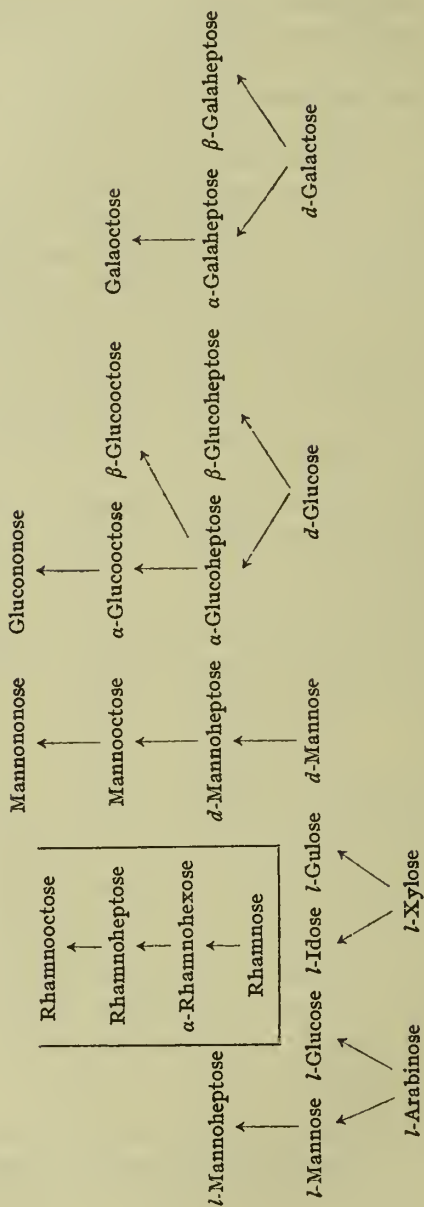 Mannononose Glucononose
Rhamnooctose Mannooctose α-Glucooctose β-Glucooctose Galaoctose
l-Mannoheptose Rhamnoheptose d-Mannoheptose α-Glucoheptose β-Glucoheptose α-Galaheptose β-Galaheptose
α-Rhamnohexose
Rhamnose
l-Mannose l-Glucose l-Idose l-Gulose d-Mannose d-Glucose d-Galactose
l-Arabinose l-Xylose